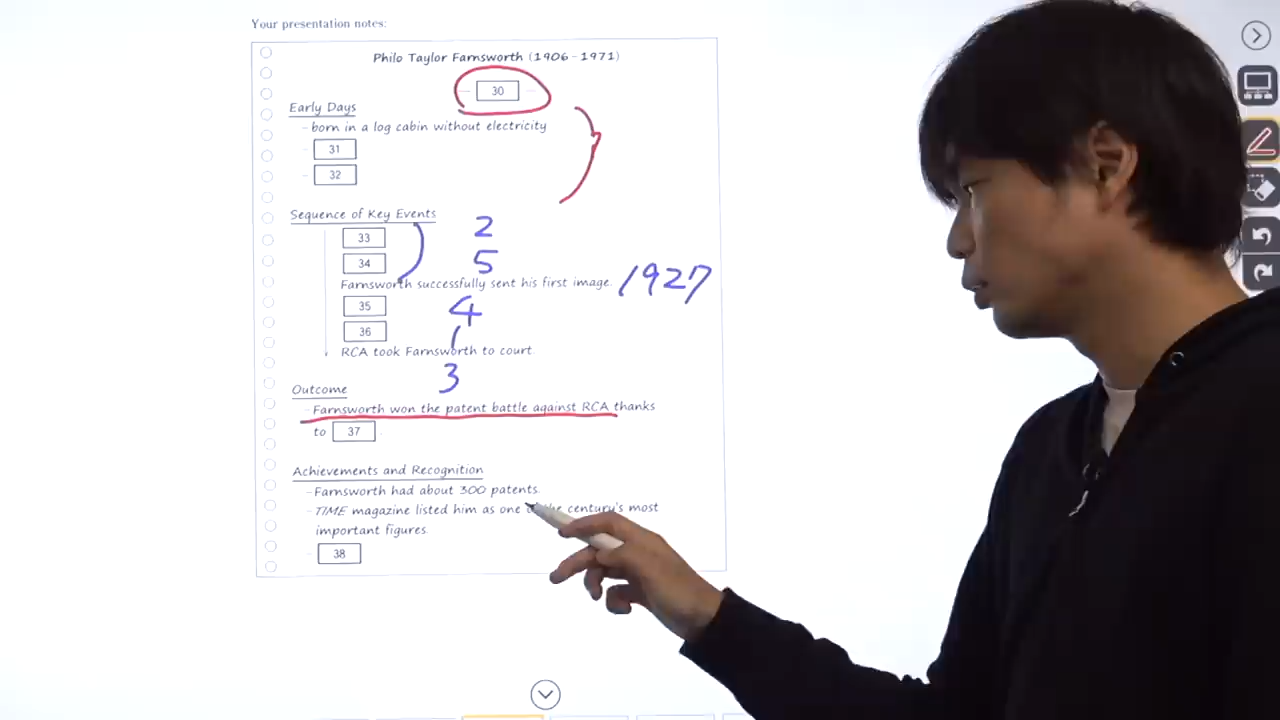 Your presentation notes:
Philo Taylor Farnsworth (1906–1971)
— 30 —
Early Days
- born in a log cabin without electricity
- 31
- 32
Sequence of Key Events
33 2
34 5
Farnsworth successfully sent his first image. 1927
35 4
36
RCA took Farnsworth to court.
3
Outcome
- Farnsworth won the patent battle against RCA thanks
to 37 .
Achievements and Recognition
- Farnsworth had about 300 patents.
- TIME magazine listed him as one of the century's most
important figures.
- 38